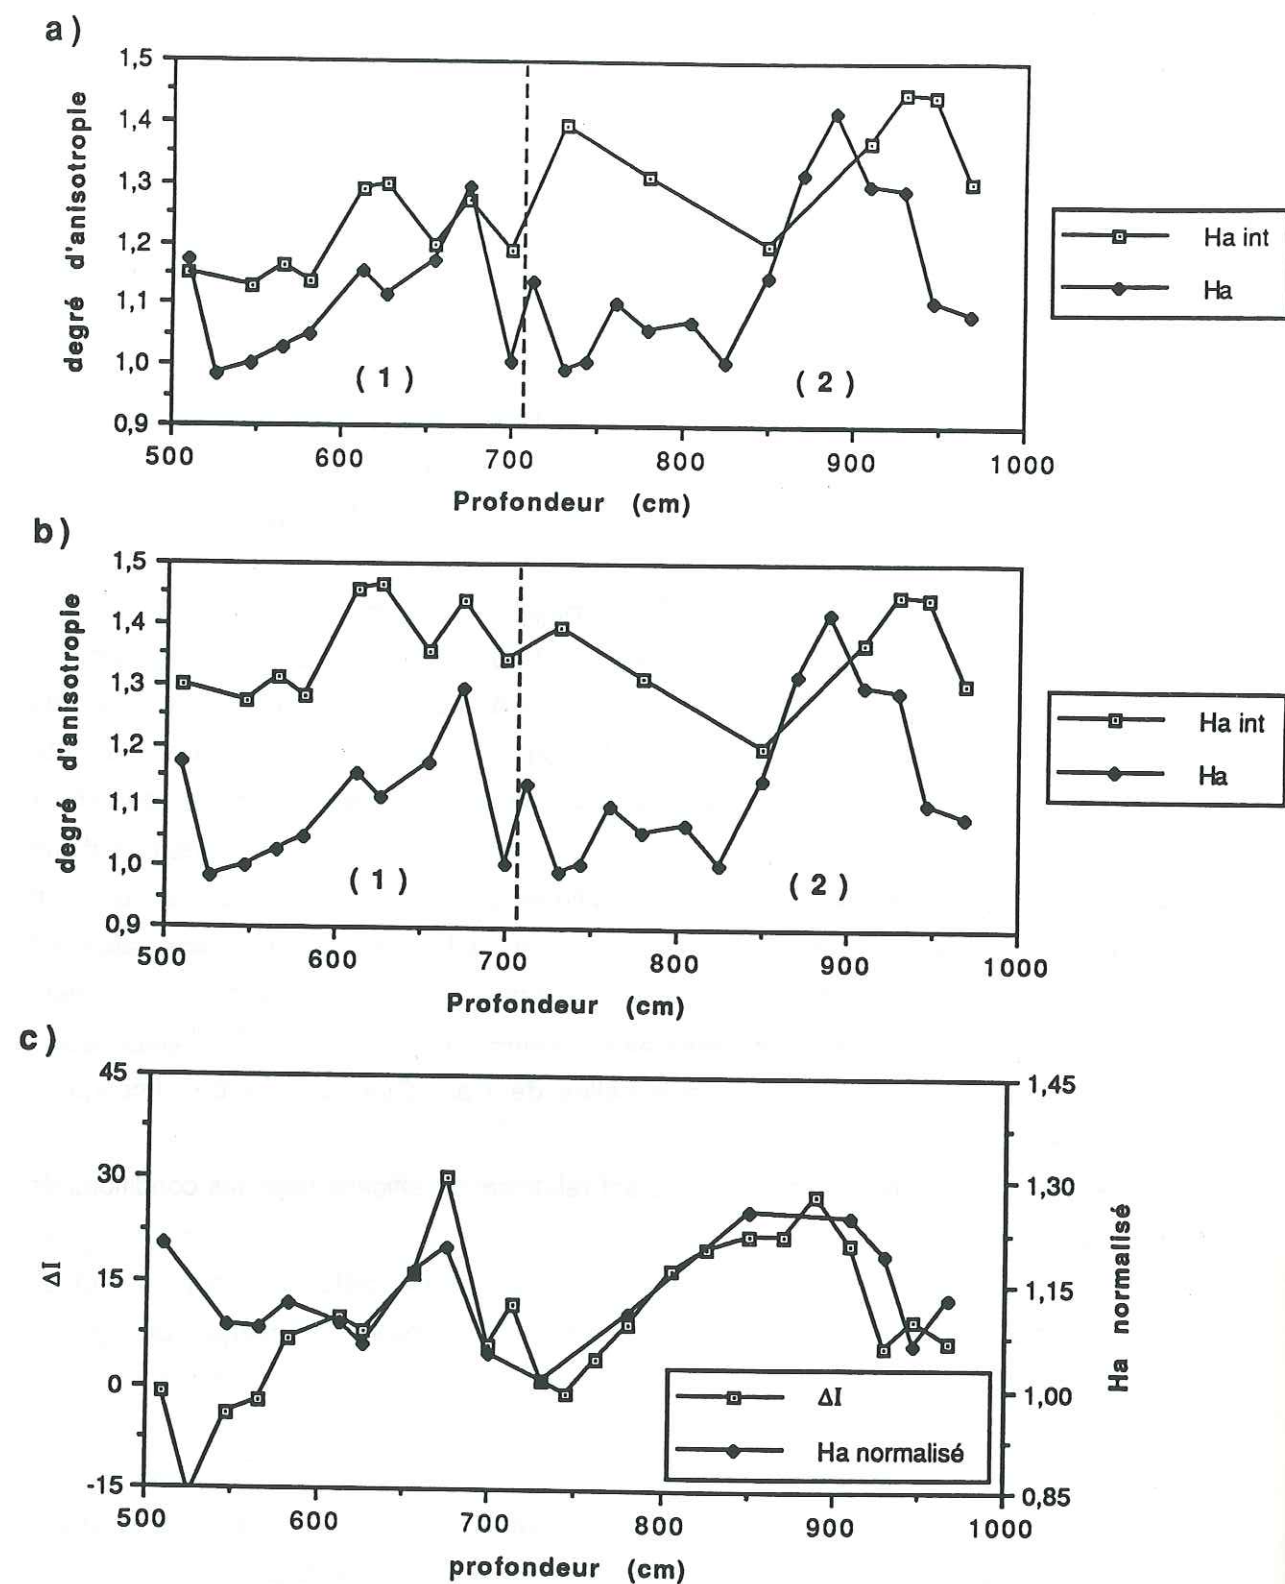 a)
1,5
1,4
1,3
1,2
1,1
1,0
0,9
degré d'anisotropie
( 1 )
( 2 )
500 600 700 800 900 1000
Profondeur (cm)
Ha int
Ha
b)
1,5
1,4
1,3
1,2
1,1
1,0
0,9
degré d'anisotropie
( 1 )
( 2 )
500 600 700 800 900 1000
Profondeur (cm)
Ha int
Ha
c)
45
30
15
0
-15
ΔI
1,45
1,30
1,15
1,00
0,85
Ha normalisé
ΔI
Ha normalisé
500 600 700 800 900 1000
profondeur (cm)